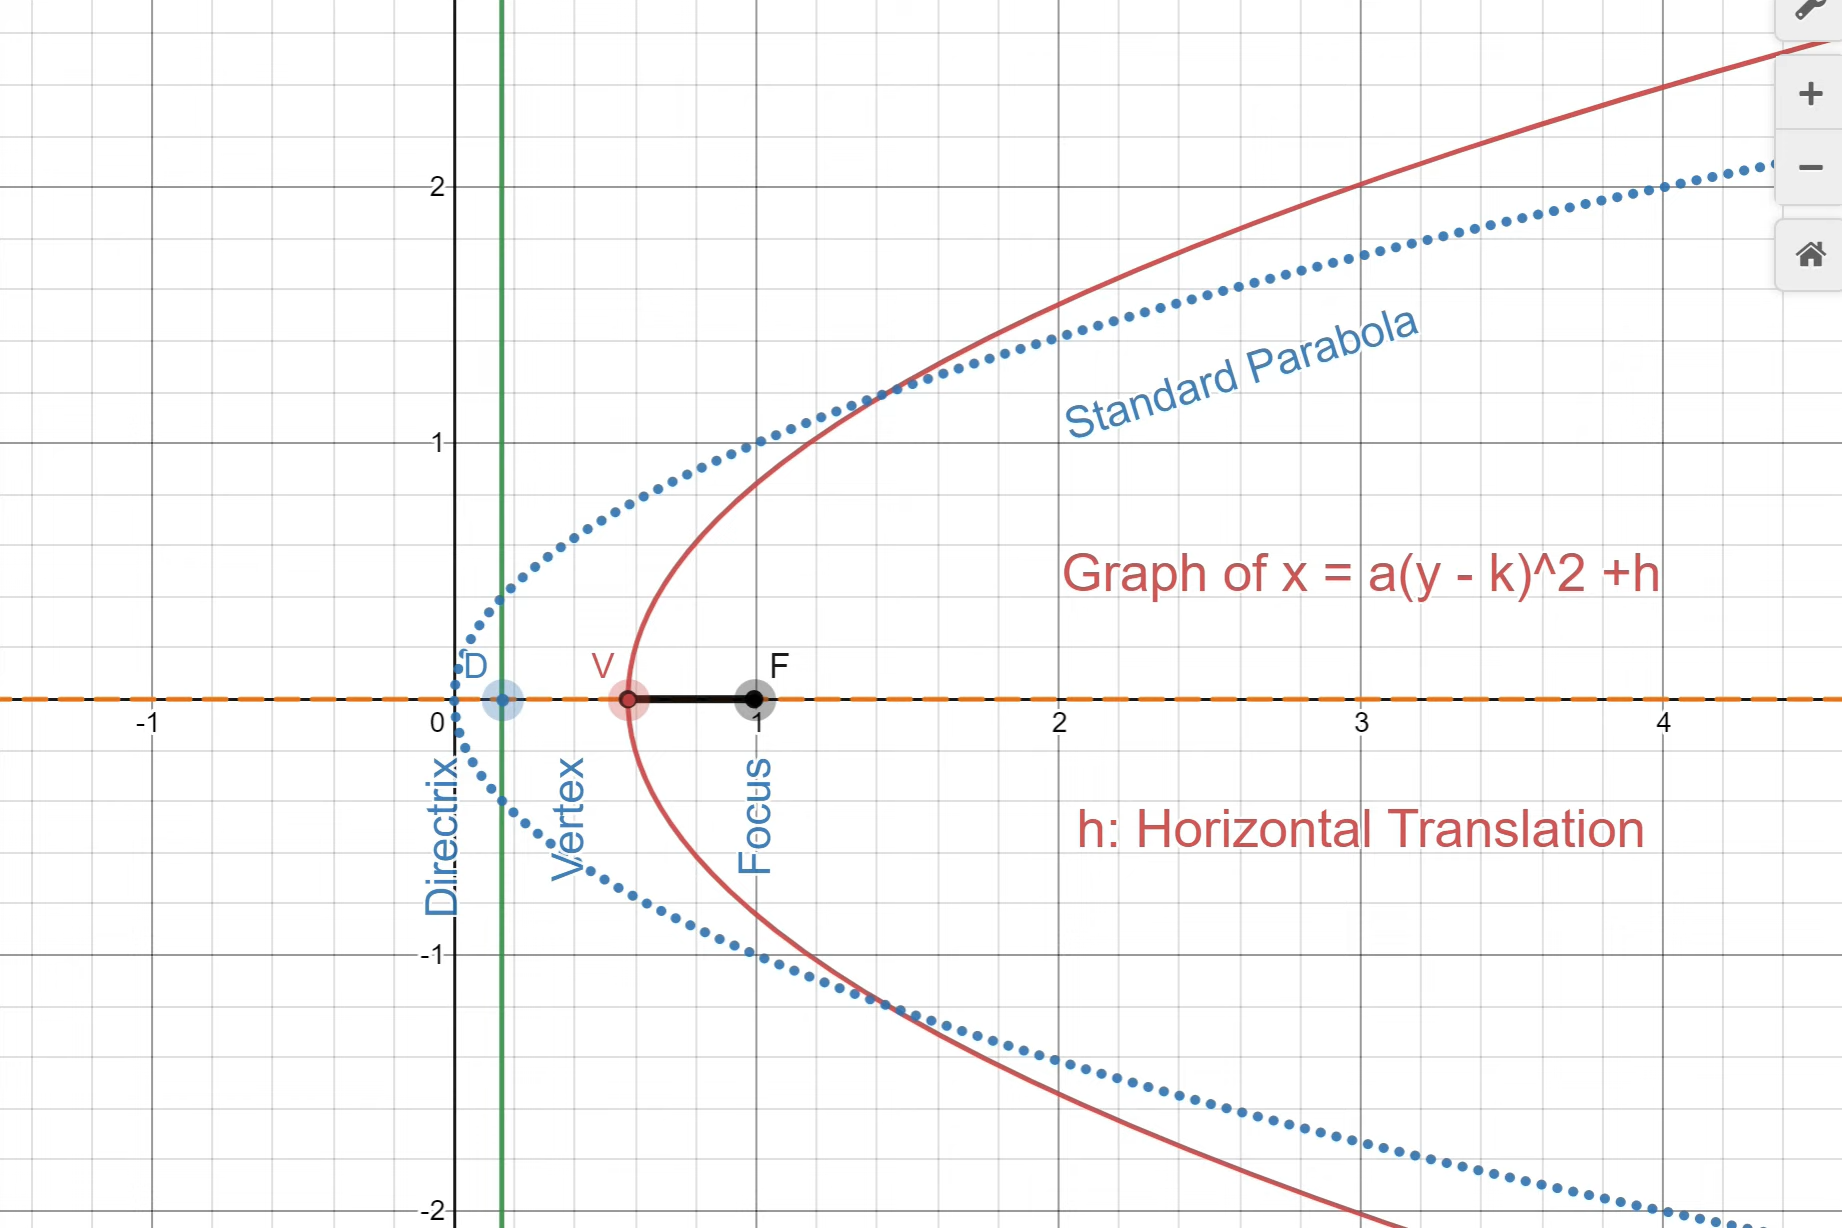 2
Standard Parabola
1
Graph of x = a(y - k)^2 +h
D
V
F
-1
0
1
2
3
4
Directrix
Vertex
Focus
h: Horizontal Translation
-1
-2